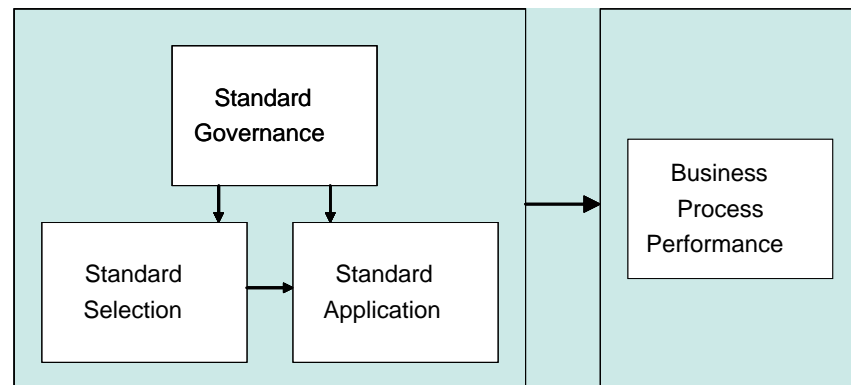 Standard
Governance
Standard
Selection
Standard
Application
Business
Process
Performance